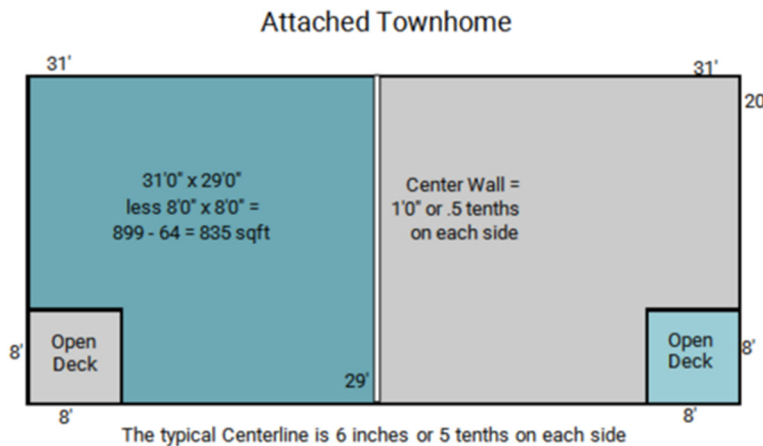 Attached Townhome
31'
31'
20
31'0" x 29'0"
less 8'0" x 8'0" =
899 - 64 = 835 sqft
Center Wall =
1'0" or .5 tenths
on each side
Open
Deck
8'
8'
29'
Open
Deck
8'
8'
The typical Centerline is 6 inches or 5 tenths on each side